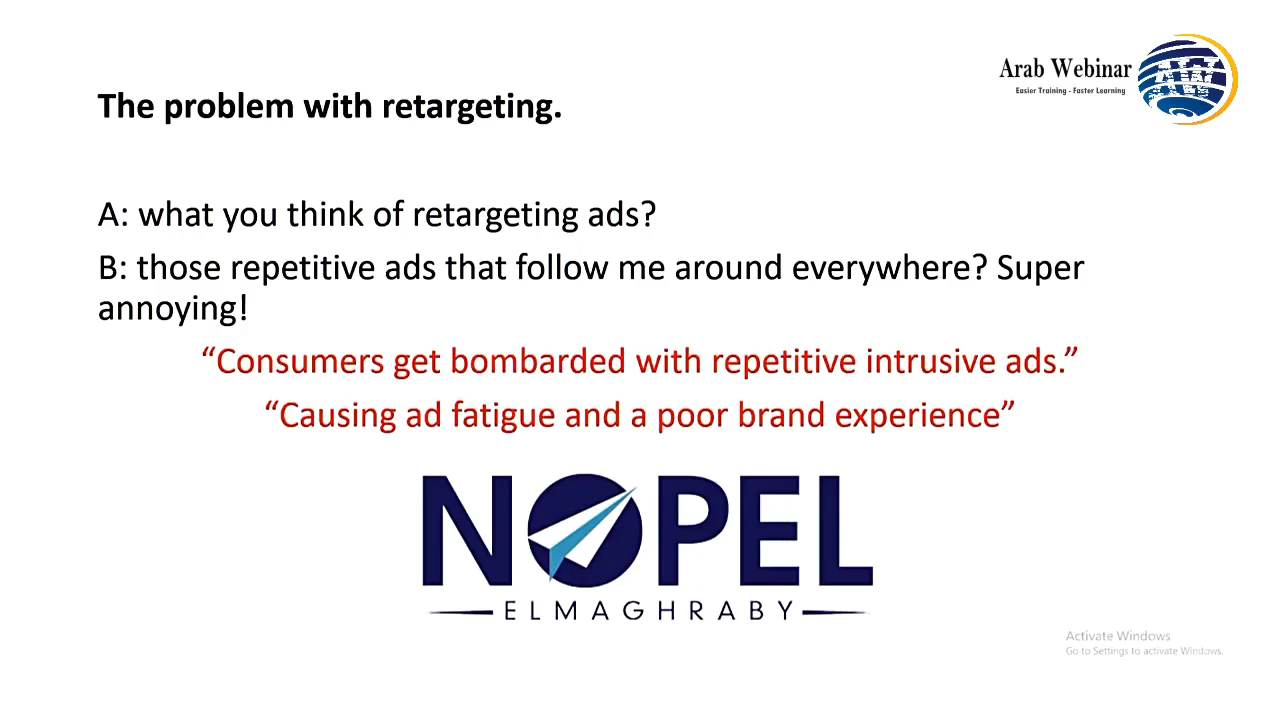 Arab Webinar
Easier Training - Faster Learning
The problem with retargeting.
A: what you think of retargeting ads?
B: those repetitive ads that follow me around everywhere? Super
annoying!
“Consumers get bombarded with repetitive intrusive ads.”
“Causing ad fatigue and a poor brand experience”
NOPEL
ELMAGHRABY
Activate Windows
Go to Settings to activate Windows.